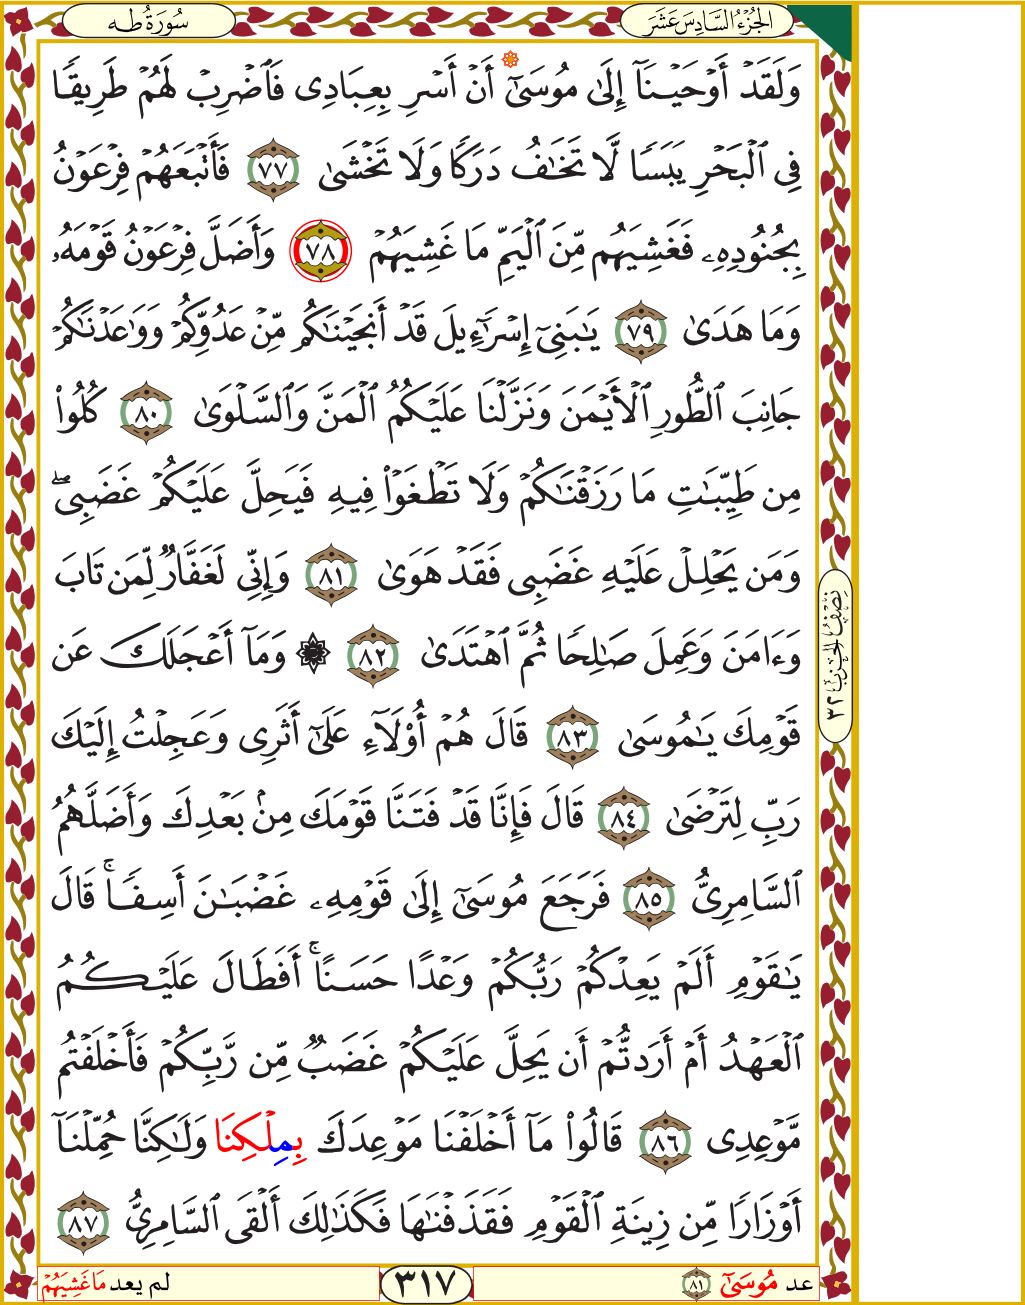 سُورَةُ طه
الجُزْءُ السَّادِسَ عَشَرَ
وَلَقَدْ أَوْحَيْنَآ إِلَىٰ مُوسَىٰٓ أَنْ أَسْرِ بِعِبَادِى فَٱضْرِبْ لَهُمْ طَرِيقًا
فِى ٱلْبَحْرِ يَبَسًا لَّا تَخَٰفُ دَرَكًا وَلَا تَخْشَىٰ ٧٧ فَأَتْبَعَهُمْ فِرْعَوْنُ
بِجُنُودِهِۦ فَغَشِيَهُم مِّنَ ٱلْيَمِّ مَا غَشِيَهُمْ ٧٨ وَأَضَلَّ فِرْعَوْنُ قَوْمَهُۥ
وَمَا هَدَىٰ ٧٩ يَٰبَنِىٓ إِسْرَٰٓءِيلَ قَدْ أَنجَيْنَٰكُم مِّنْ عَدُوِّكُمْ وَوَٰعَدْنَٰكُمْ
جَانِبَ ٱلطُّورِ ٱلْأَيْمَنَ وَنَزَّلْنَا عَلَيْكُمُ ٱلْمَنَّ وَٱلسَّلْوَىٰ ٨٠ كُلُوا۟
مِن طَيِّبَٰتِ مَا رَزَقْنَٰكُمْ وَلَا تَطْغَوْا۟ فِيهِ فَيَحِلَّ عَلَيْكُمْ غَضَبِى ۖ
وَمَن يَحْلِلْ عَلَيْهِ غَضَبِى فَقَدْ هَوَىٰ ٨١ وَإِنِّى لَغَفَّارٌ لِّمَن تَابَ
وَءَامَنَ وَعَمِلَ صَٰلِحًا ثُمَّ ٱهْتَدَىٰ ٨٢ ۞ وَمَآ أَعْجَلَكَ عَن
قَوْمِكَ يَٰمُوسَىٰ ٨٣ قَالَ هُمْ أُو۟لَآءِ عَلَىٰٓ أَثَرِى وَعَجِلْتُ إِلَيْكَ
رَبِّ لِتَرْضَىٰ ٨٤ قَالَ فَإِنَّا قَدْ فَتَنَّا قَوْمَكَ مِنۢ بَعْدِكَ وَأَضَلَّهُمُ
ٱلسَّامِرِىُّ ٨٥ فَرَجَعَ مُوسَىٰٓ إِلَىٰ قَوْمِهِۦ غَضْبَٰنَ أَسِفًا ۚ قَالَ
يَٰقَوْمِ أَلَمْ يَعِدْكُمْ رَبُّكُمْ وَعْدًا حَسَنًا ۚ أَفَطَالَ عَلَيْكُمُ
ٱلْعَهْدُ أَمْ أَرَدتُّمْ أَن يَحِلَّ عَلَيْكُمْ غَضَبٌ مِّن رَّبِّكُمْ فَأَخْلَفْتُم
مَّوْعِدِى ٨٦ قَالُوا۟ مَآ أَخْلَفْنَا مَوْعِدَكَ بِمِلْكِنَا وَلَٰكِنَّا حُمِّلْنَآ
أَوْزَارًا مِّن زِينَةِ ٱلْقَوْمِ فَقَذَفْنَٰهَا فَكَذَٰلِكَ أَلْقَى ٱلسَّامِرِىُّ ٨٧
نِصْفُ الحِزْبِ ٣٢
عد مُوسَىٰٓ ٨١
٣١٧
لم يعد مَا غَشِيَهُمْ